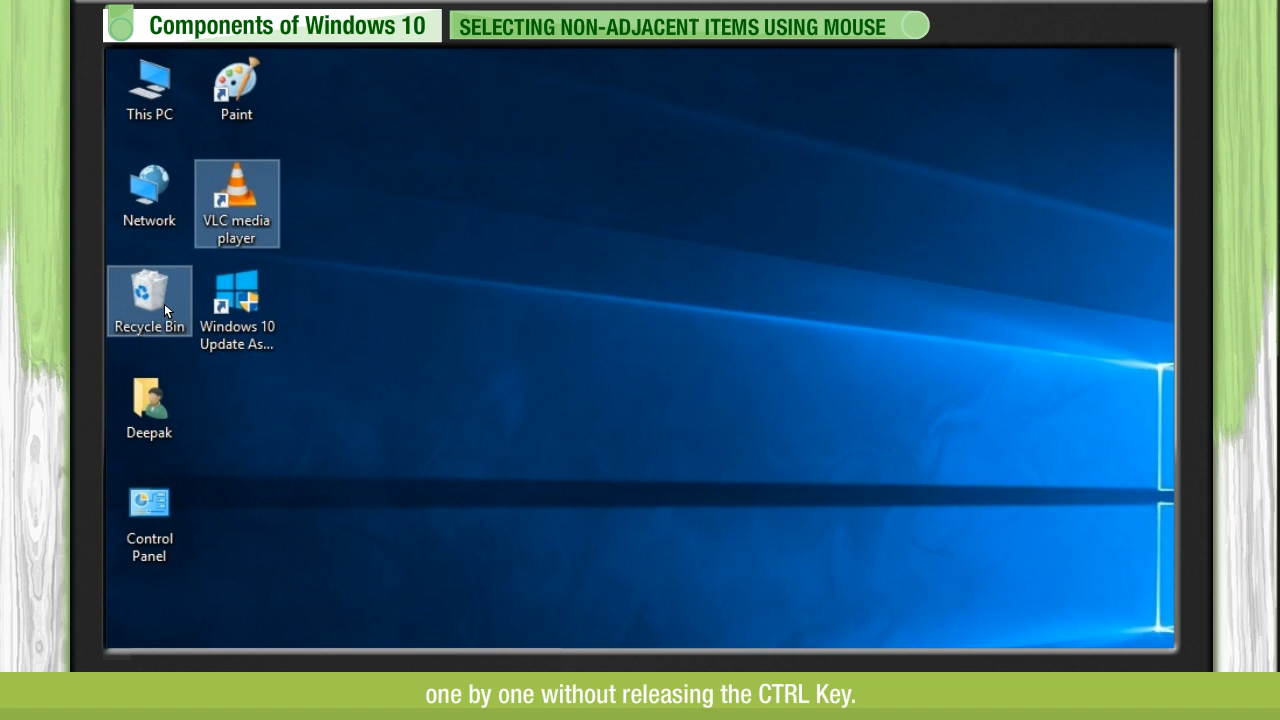 Components of Windows 10
SELECTING NON-ADJACENT ITEMS USING MOUSE
This PC
Paint
Network
VLC media
player
Recycle Bin
Windows 10
Update As...
Deepak
Control
Panel
one by one without releasing the CTRL Key.